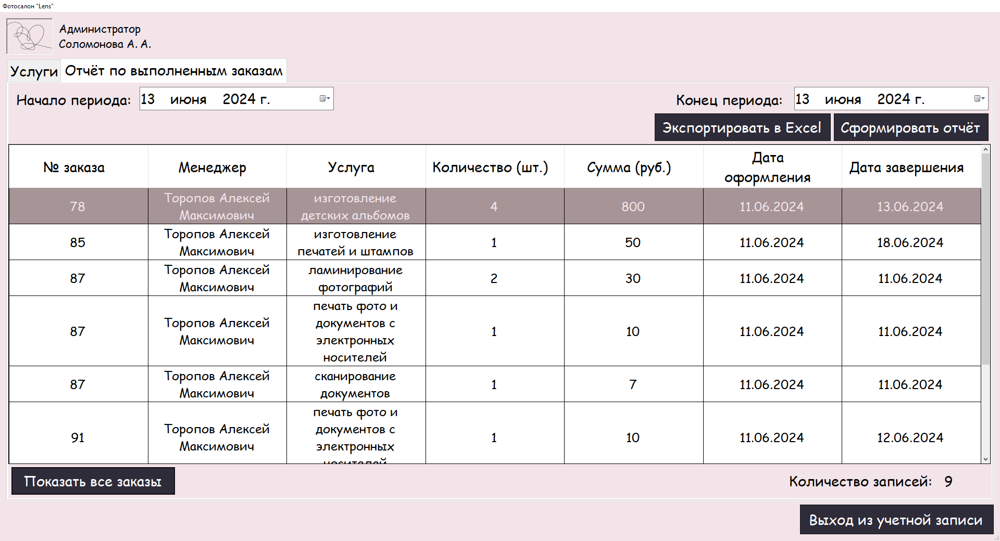 Фотосалон "Lens"
Администратор
Соломонова А. А.
Услуги
Отчёт по выполненным заказам
Начало периода:
13 июня 2024 г.
Конец периода:
13 июня 2024 г.
Экспортировать в Excel
Сформировать отчёт
№ заказа
Менеджер
Услуга
Количество (шт.)
Сумма (руб.)
Дата
оформления
Дата завершения
78
Торопов Алексей
Максимович
изготовление
детских альбомов
4
800
11.06.2024
13.06.2024
85
Торопов Алексей
Максимович
изготовление
печатей и штампов
1
50
11.06.2024
18.06.2024
87
Торопов Алексей
Максимович
ламинирование
фотографий
2
30
11.06.2024
11.06.2024
87
Торопов Алексей
Максимович
печать фото и
документов с
электронных
носителей
1
10
11.06.2024
11.06.2024
87
Торопов Алексей
Максимович
сканирование
документов
1
7
11.06.2024
11.06.2024
91
Торопов Алексей
Максимович
печать фото и
документов с
электронных
носителей
1
10
11.06.2024
12.06.2024
Показать все заказы
Количество записей: 9
Выход из учетной записи